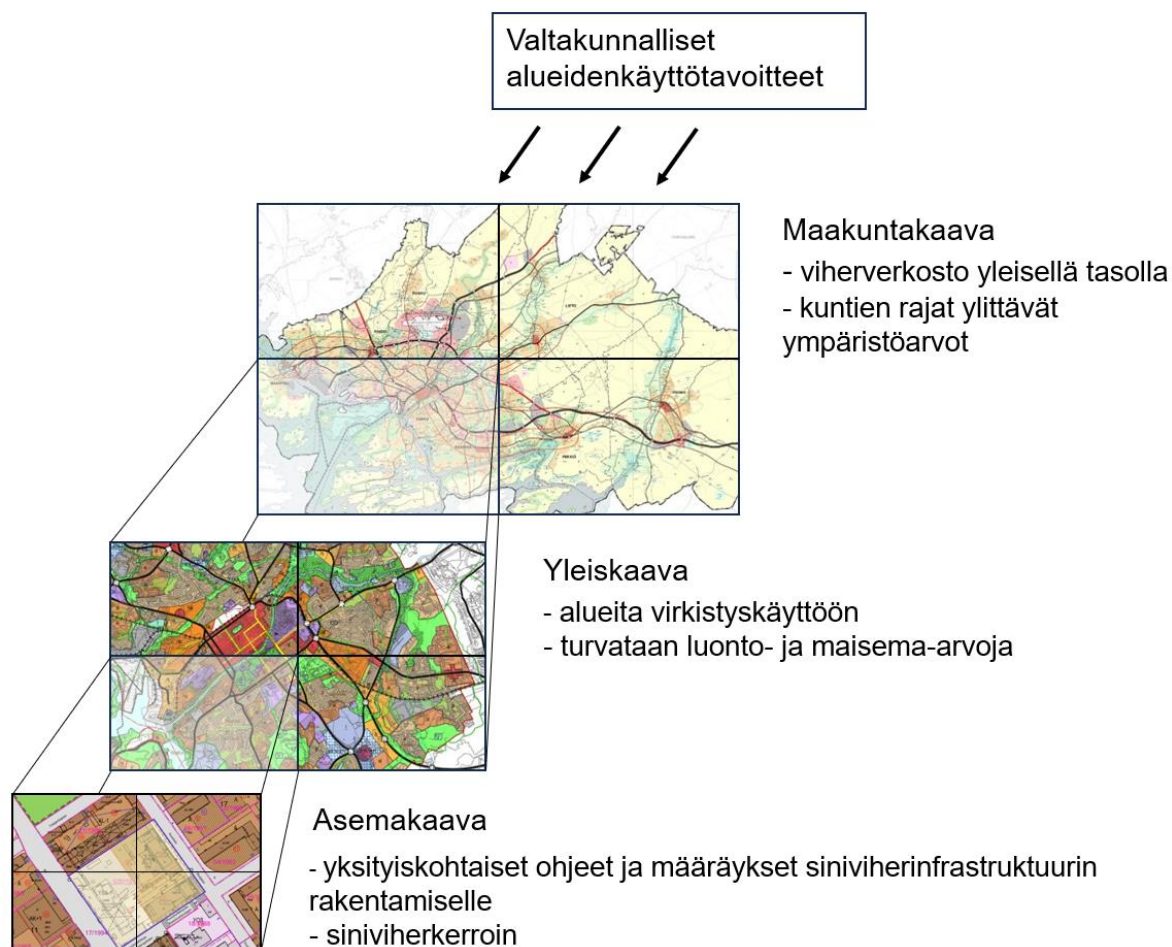 Valtakunnalliset
alueidenkäyttötavoitteet
Maakuntakaava
- viherverkosto yleisellä tasolla
- kuntien rajat ylittävät
ympäristöarvot
Yleiskaava
- alueita virkistyskäyttöön
- turvataan luonto- ja maisema-arvoja
Asemakaava
- yksityiskohtaiset ohjeet ja määräykset siniviherinfrastruktuurin
rakentamiselle
- siniviherkerroin